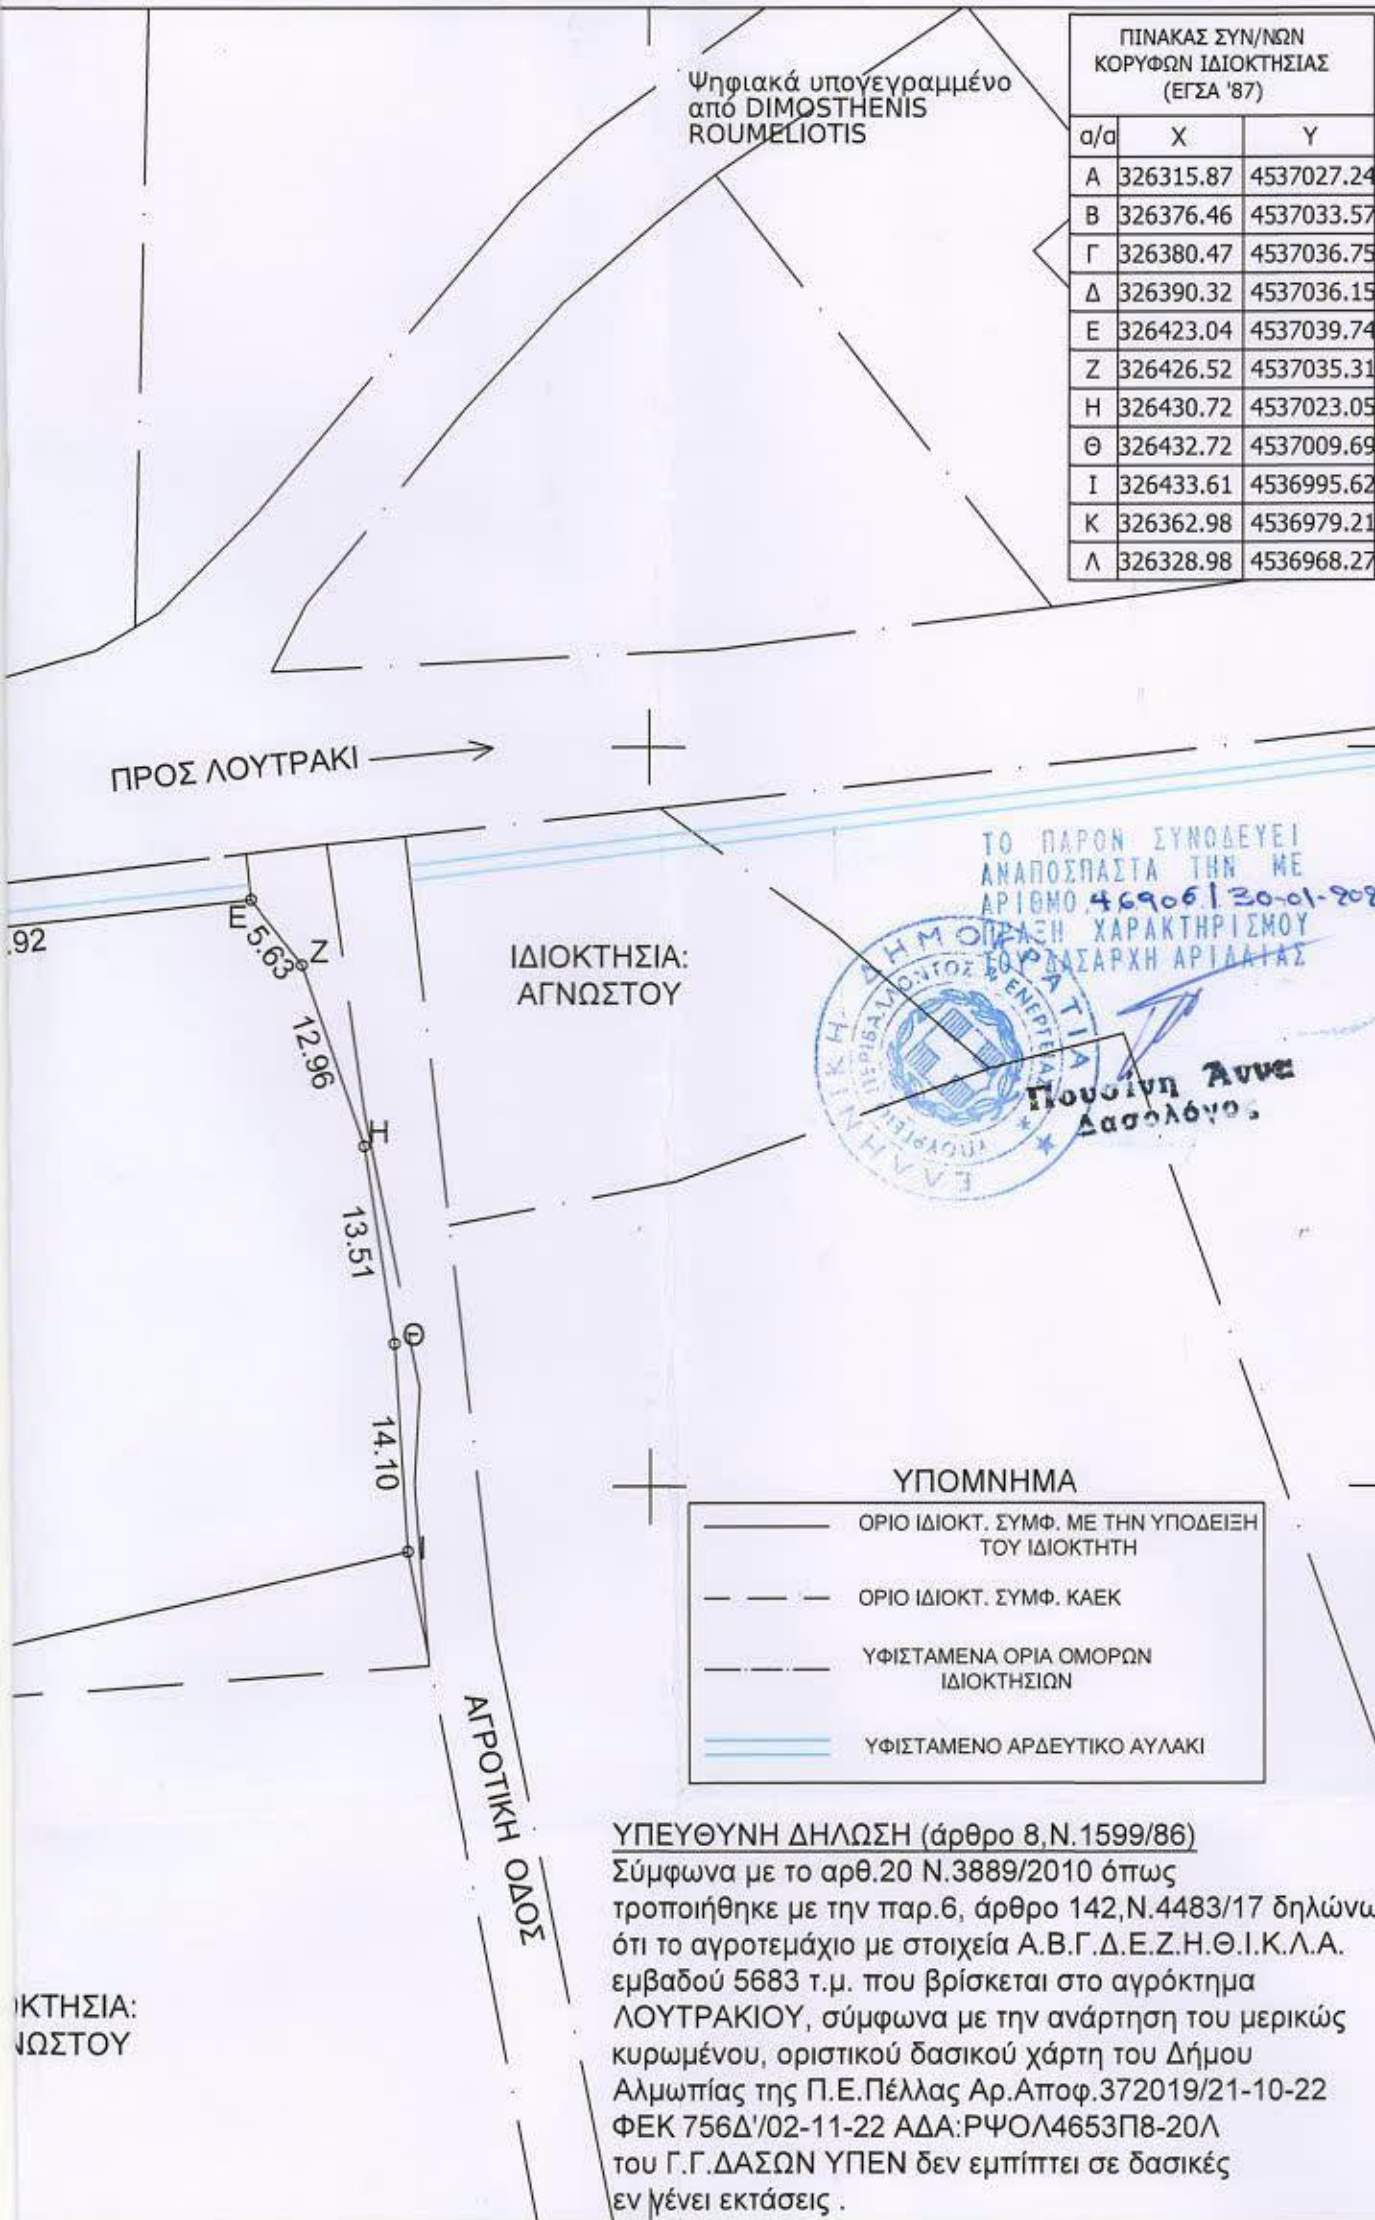 Ψηφιακά υπογεγραμμένο
από DIMOSTHENIS
ROUMELIOTIS
ΠΙΝΑΚΑΣ ΣΥΝ/ΝΩΝ
ΚΟΡΥΦΩΝ ΙΔΙΟΚΤΗΣΙΑΣ
(ΕΓΣΑ '87)
α/α X Y
Α 326315.87 4537027.24
Β 326376.46 4537033.57
Γ 326380.47 4537036.75
Δ 326390.32 4537036.15
Ε 326423.04 4537039.74
Ζ 326426.52 4537035.31
Η 326430.72 4537023.05
Θ 326432.72 4537009.69
Ι 326433.61 4536995.62
Κ 326362.98 4536979.21
Λ 326328.98 4536968.27
ΠΡΟΣ ΛΟΥΤΡΑΚΙ
ΤΟ ΠΑΡΟΝ ΣΥΝΟΔΕΥΕΙ
ΑΝΑΠΟΣΠΑΣΤΑ ΤΗΝ ΜΕ
ΑΡΙΘΜΟ 46906/30-01-202
ΠΡΑΞΗ ΧΑΡΑΚΤΗΡΙΣΜΟΥ
ΤΟΥ ΔΑΣΑΡΧΗ ΑΡΙΔΑΙΑΣ
ΕΛΛΗΝΙΚΗ ΔΗΜΟΚΡΑΤΙΑ
ΥΠΟΥΡΓΕΙΟ ΠΕΡΙΒΑΛΛΟΝΤΟΣ & ΕΝΕΡΓΕΙΑΣ
Πουσίνη Άννα
Δασολόγος
.92
Ε
5.63
Ζ
12.96
Η
13.51
Θ
14.10
Ι
ΙΔΙΟΚΤΗΣΙΑ:
ΑΓΝΩΣΤΟΥ
ΑΓΡΟΤΙΚΗ ΟΔΟΣ
ΥΠΟΜΝΗΜΑ
ΟΡΙΟ ΙΔΙΟΚΤ. ΣΥΜΦ. ΜΕ ΤΗΝ ΥΠΟΔΕΙΞΗ
ΤΟΥ ΙΔΙΟΚΤΗΤΗ
ΟΡΙΟ ΙΔΙΟΚΤ. ΣΥΜΦ. ΚΑΕΚ
ΥΦΙΣΤΑΜΕΝΑ ΟΡΙΑ ΟΜΟΡΩΝ
ΙΔΙΟΚΤΗΣΙΩΝ
ΥΦΙΣΤΑΜΕΝΟ ΑΡΔΕΥΤΙΚΟ ΑΥΛΑΚΙ
ΟΚΤΗΣΙΑ:
ΝΩΣΤΟΥ
ΥΠΕΥΘΥΝΗ ΔΗΛΩΣΗ (άρθρο 8,Ν.1599/86)
Σύμφωνα με το αρθ.20 Ν.3889/2010 όπως
τροποιήθηκε με την παρ.6, άρθρο 142,Ν.4483/17 δηλώνω
ότι το αγροτεμάχιο με στοιχεία Α.Β.Γ.Δ.Ε.Ζ.Η.Θ.Ι.Κ.Λ.Α.
εμβαδού 5683 τ.μ. που βρίσκεται στο αγρόκτημα
ΛΟΥΤΡΑΚΙΟΥ, σύμφωνα με την ανάρτηση του μερικώς
κυρωμένου, οριστικού δασικού χάρτη του Δήμου
Αλμωπίας της Π.Ε.Πέλλας Αρ.Αποφ.372019/21-10-22
ΦΕΚ 756Δ'/02-11-22 ΑΔΑ:ΡΨΟΛ4653Π8-20Λ
του Γ.Γ.ΔΑΣΩΝ ΥΠΕΝ δεν εμπίπτει σε δασικές
εν γένει εκτάσεις .